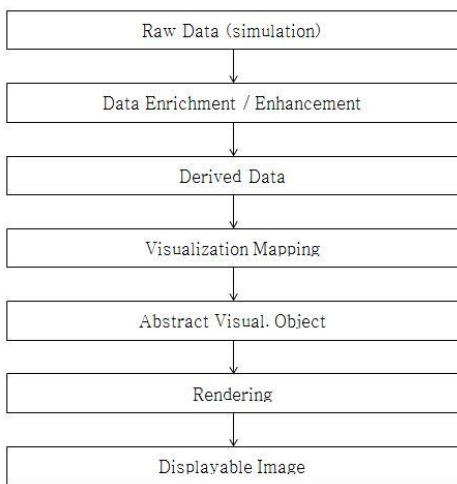 Raw Data (simulation)
Data Enrichment / Enhancement
Derived Data
Visualization Mapping
Abstract Visual. Object
Rendering
Displayable Image